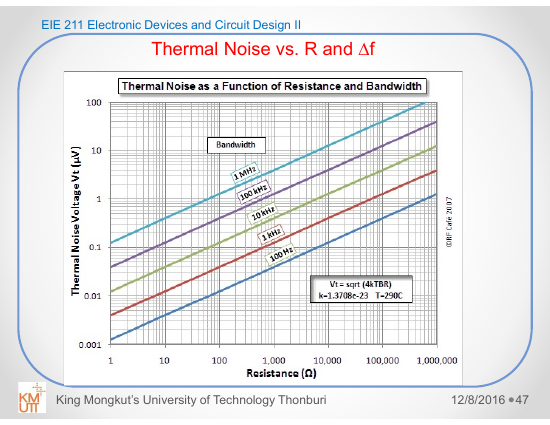 EIE 211 Electronic Devices and Circuit Design II
Thermal Noise vs. R and Δf
Thermal Noise as a Function of Resistance and Bandwidth
Thermal Noise Voltage Vt (µV)
100
10
1
0.1
0.01
0.001
Bandwidth
1 MHz
100 kHz
10 kHz
1 kHz
100 Hz
Vt = sqrt (4kTBR)
k=1.3708e-23 T=290C
©RF Cafe 2007
1
10
100
1,000
10,000
100,000
1,000,000
Resistance (Ω)
KM
UTT
King Mongkut's University of Technology Thonburi
12/8/2016 ●47